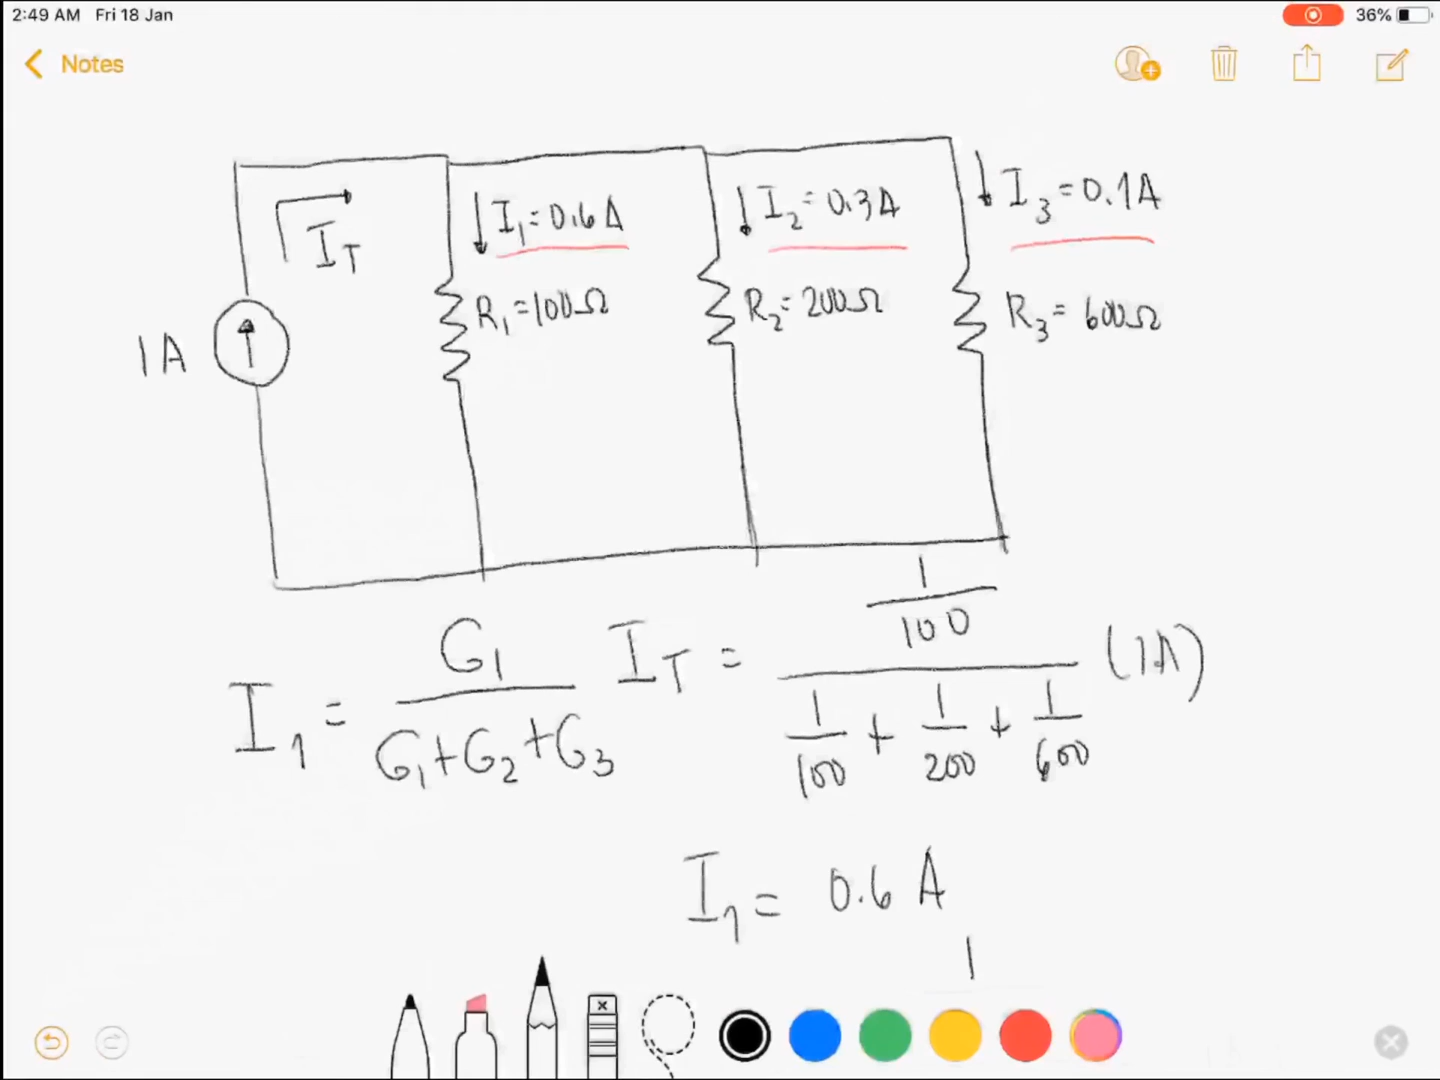 2:49 AM Fri 18 Jan 36%
Notes
I₁=0.6A I₂=0.3A I₃=0.1A
I_T
R₁=100Ω R₂=200Ω R₃=600Ω
1A
I₁ = G₁/(G₁+G₂+G₃) I_T = (1/100)/(1/100 + 1/200 + 1/600) (1A)
I₁ = 0.6 A
1